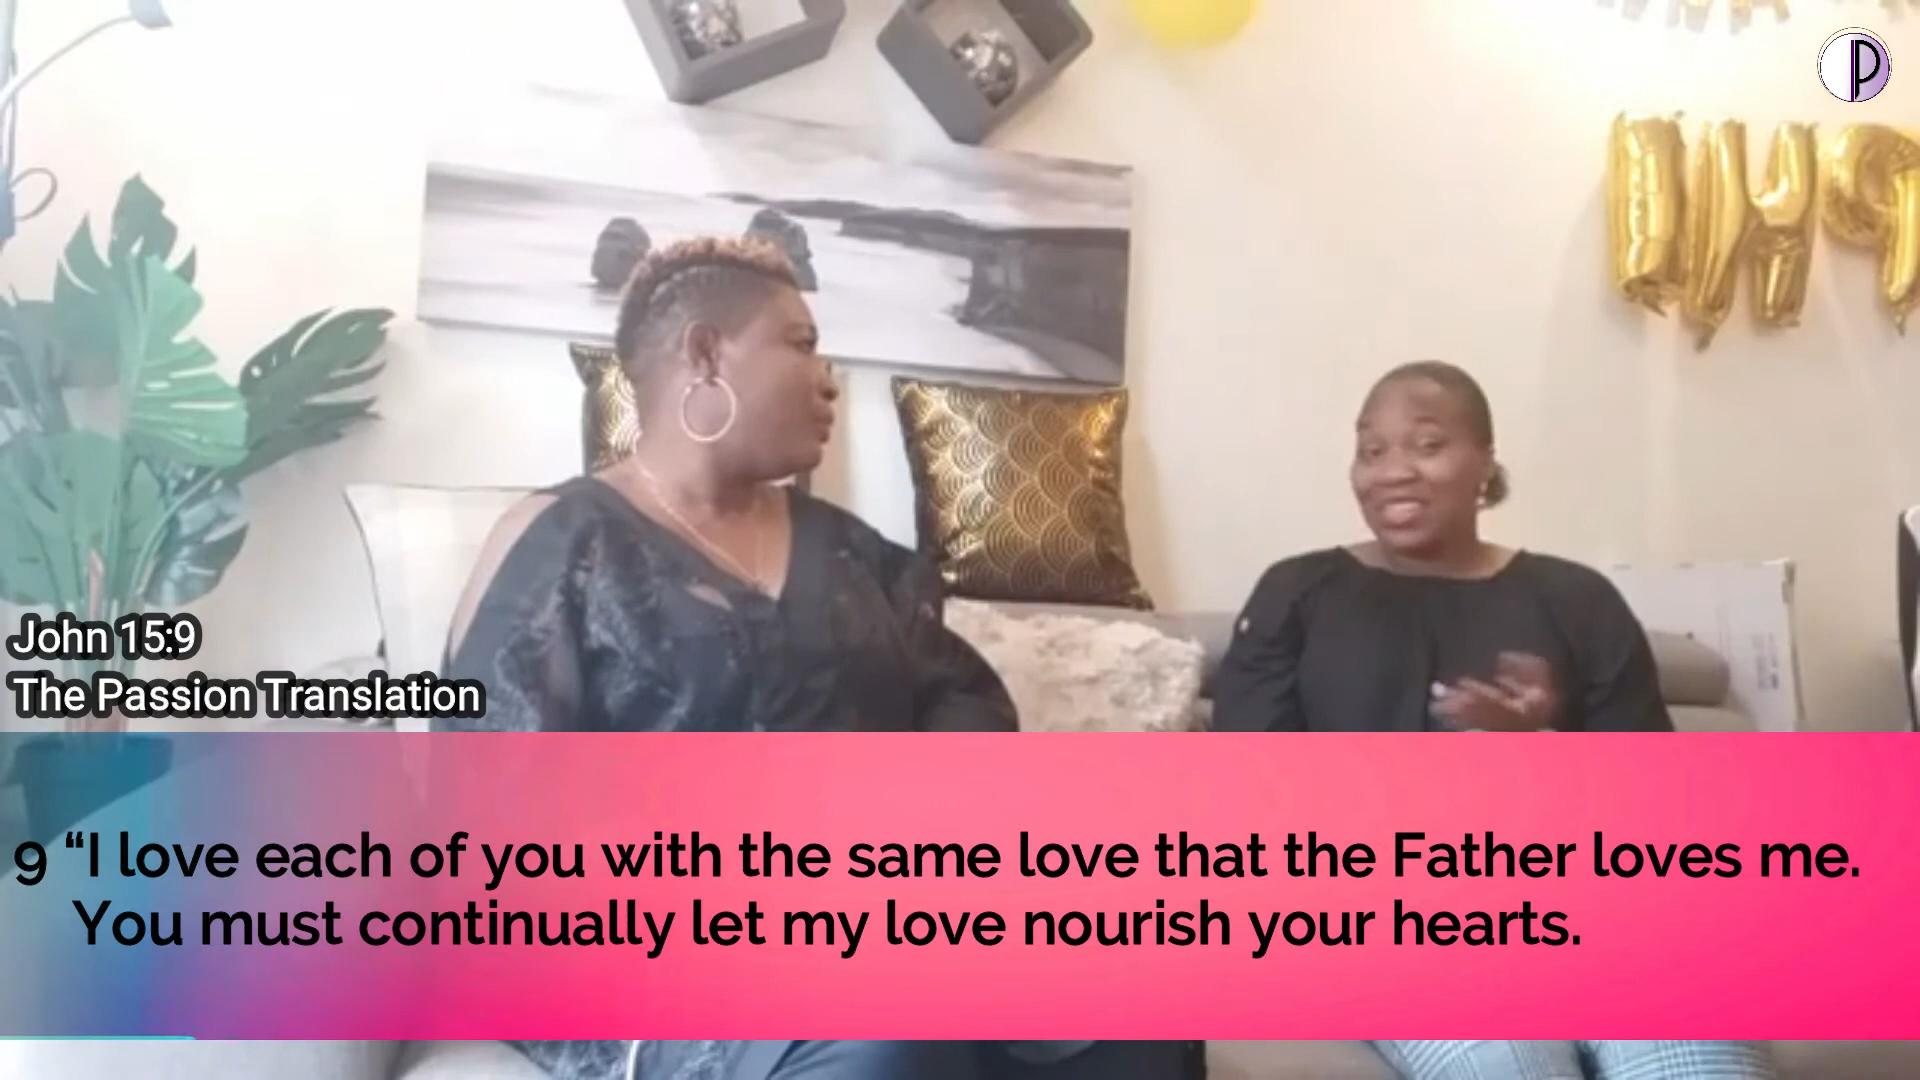 John 15:9
The Passion Translation
9 “I love each of you with the same love that the Father loves me.
You must continually let my love nourish your hearts.